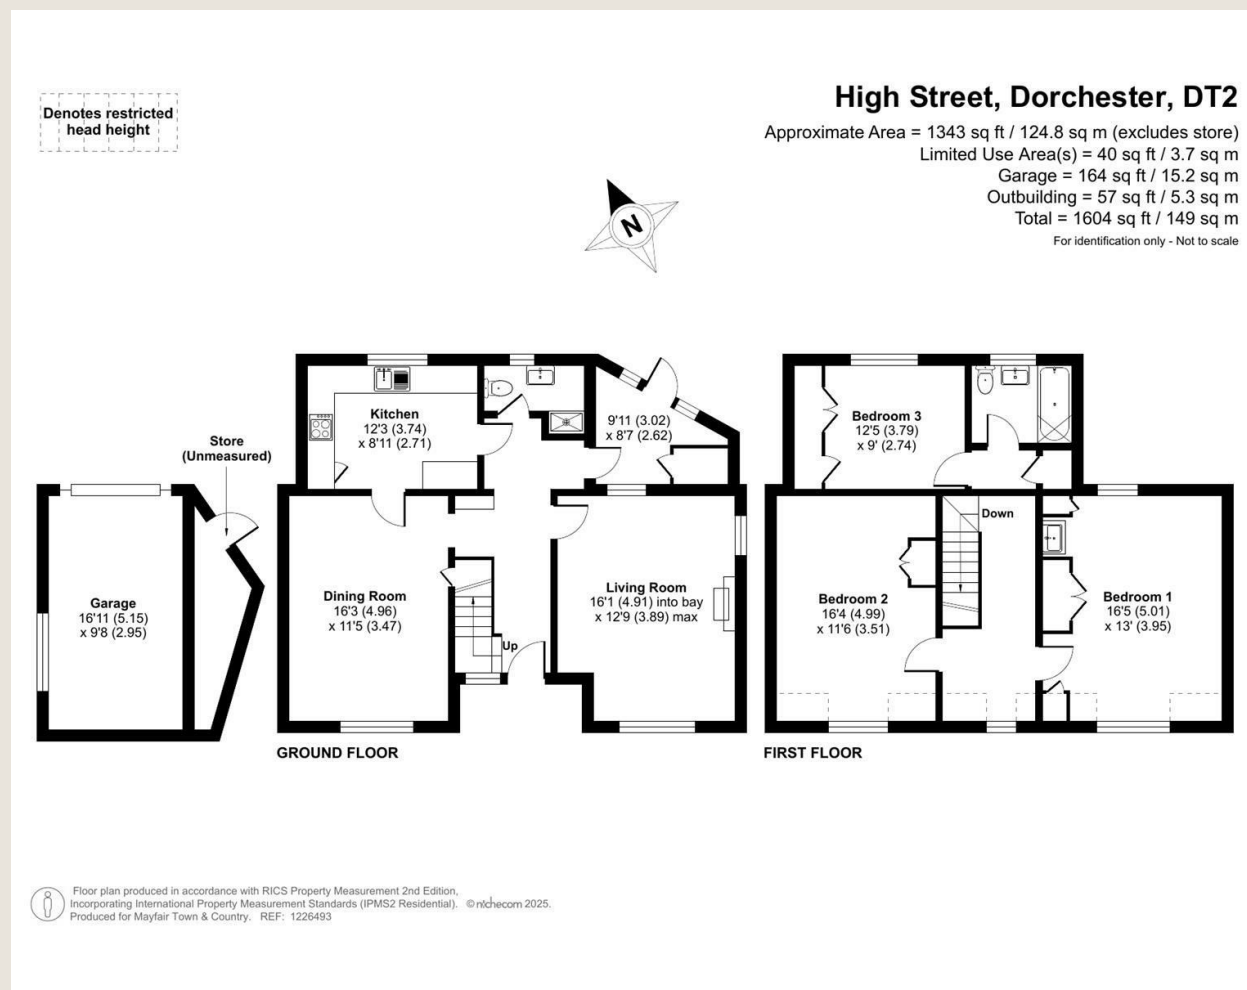 Denotes restricted
head height
High Street, Dorchester, DT2
Approximate Area = 1343 sq ft / 124.8 sq m (excludes store)
Limited Use Area(s) = 40 sq ft / 3.7 sq m
Garage = 164 sq ft / 15.2 sq m
Outbuilding = 57 sq ft / 5.3 sq m
Total = 1604 sq ft / 149 sq m
For identification only - Not to scale
N
Store
(Unmeasured)
Garage
16'11 (5.15)
x 9'8 (2.95)
Kitchen
12'3 (3.74)
x 8'11 (2.71)
9'11 (3.02)
x 8'7 (2.62)
Dining Room
16'3 (4.96)
x 11'5 (3.47)
Up
Living Room
16'1 (4.91) into bay
x 12'9 (3.89) max
GROUND FLOOR
Bedroom 3
12'5 (3.79)
x 9' (2.74)
Down
Bedroom 2
16'4 (4.99)
x 11'6 (3.51)
Bedroom 1
16'5 (5.01)
x 13' (3.95)
FIRST FLOOR
Floor plan produced in accordance with RICS Property Measurement 2nd Edition,
Incorporating International Property Measurement Standards (IPMS2 Residential). © nichecom 2025.
Produced for Mayfair Town & Country. REF: 1226493